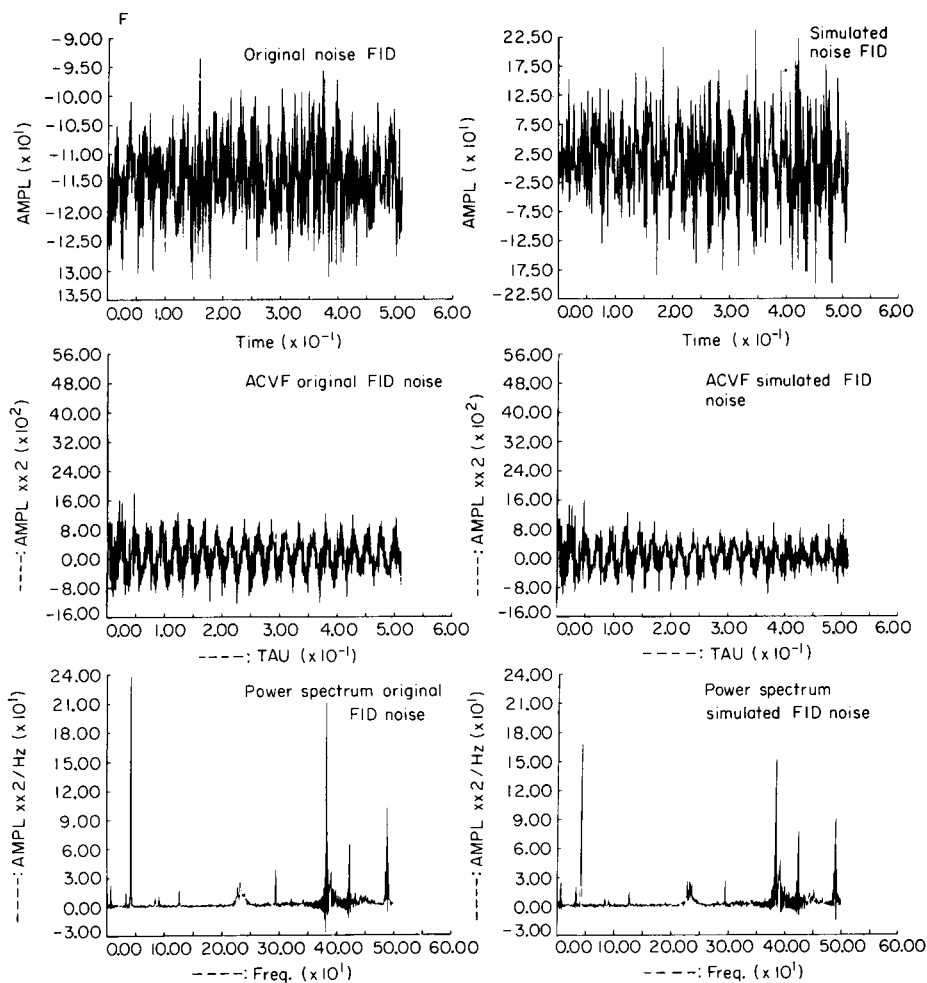 F
Original noise FID
AMPL (x 10¹)
-9.00
-9.50
-10.00
-10.50
-11.00
-11.50
-12.00
-12.50
13.00
13.50
0.00 1.00 2.00 3.00 4.00 5.00 6.00
Time (x 10⁻¹)
Simulated
noise FID
AMPL (x 10¹)
22.50
17.50
12.50
7.50
2.50
-2.50
-7.50
-12.50
17.50
-22.50
0.00 1.00 2.00 3.00 4.00 5.00 6.00
Time (x 10⁻¹)
ACVF original FID noise
----: AMPL xx2 (x10²)
56.00
48.00
40.00
32.00
24.00
16.00
8.00
0.00
-8.00
-16.00
0.00 1.00 2.00 3.00 4.00 5.00 6.00
----: TAU (x 10⁻¹)
ACVF simulated FID
noise
----: AMPL xx2 (x10²)
56.00
48.00
40.00
32.00
24.00
16.00
8.00
0.00
-8.00
-16.00
0.00 1.00 2.00 3.00 4.00 5.00 6.00
----: TAU (x 10⁻¹)
Power spectrum original
FID noise
----: AMPL xx2/Hz (x10¹)
24.00
21.00
18.00
15.00
12.00
9.00
6.00
3.00
0.00
-3.00
0.00 10.00 20.00 30.00 40.00 50.00 60.00
----: Freq. (x 10¹)
Power spectrum
simulated FID noise
----: AMPL xx2/Hz (x10¹)
24.00
21.00
18.00
15.00
12.00
9.00
6.00
3.00
0.00
-3.00
0.00 10.00 20.00 30.00 40.00 50.00 60.00
----: Freq. (x 10¹)